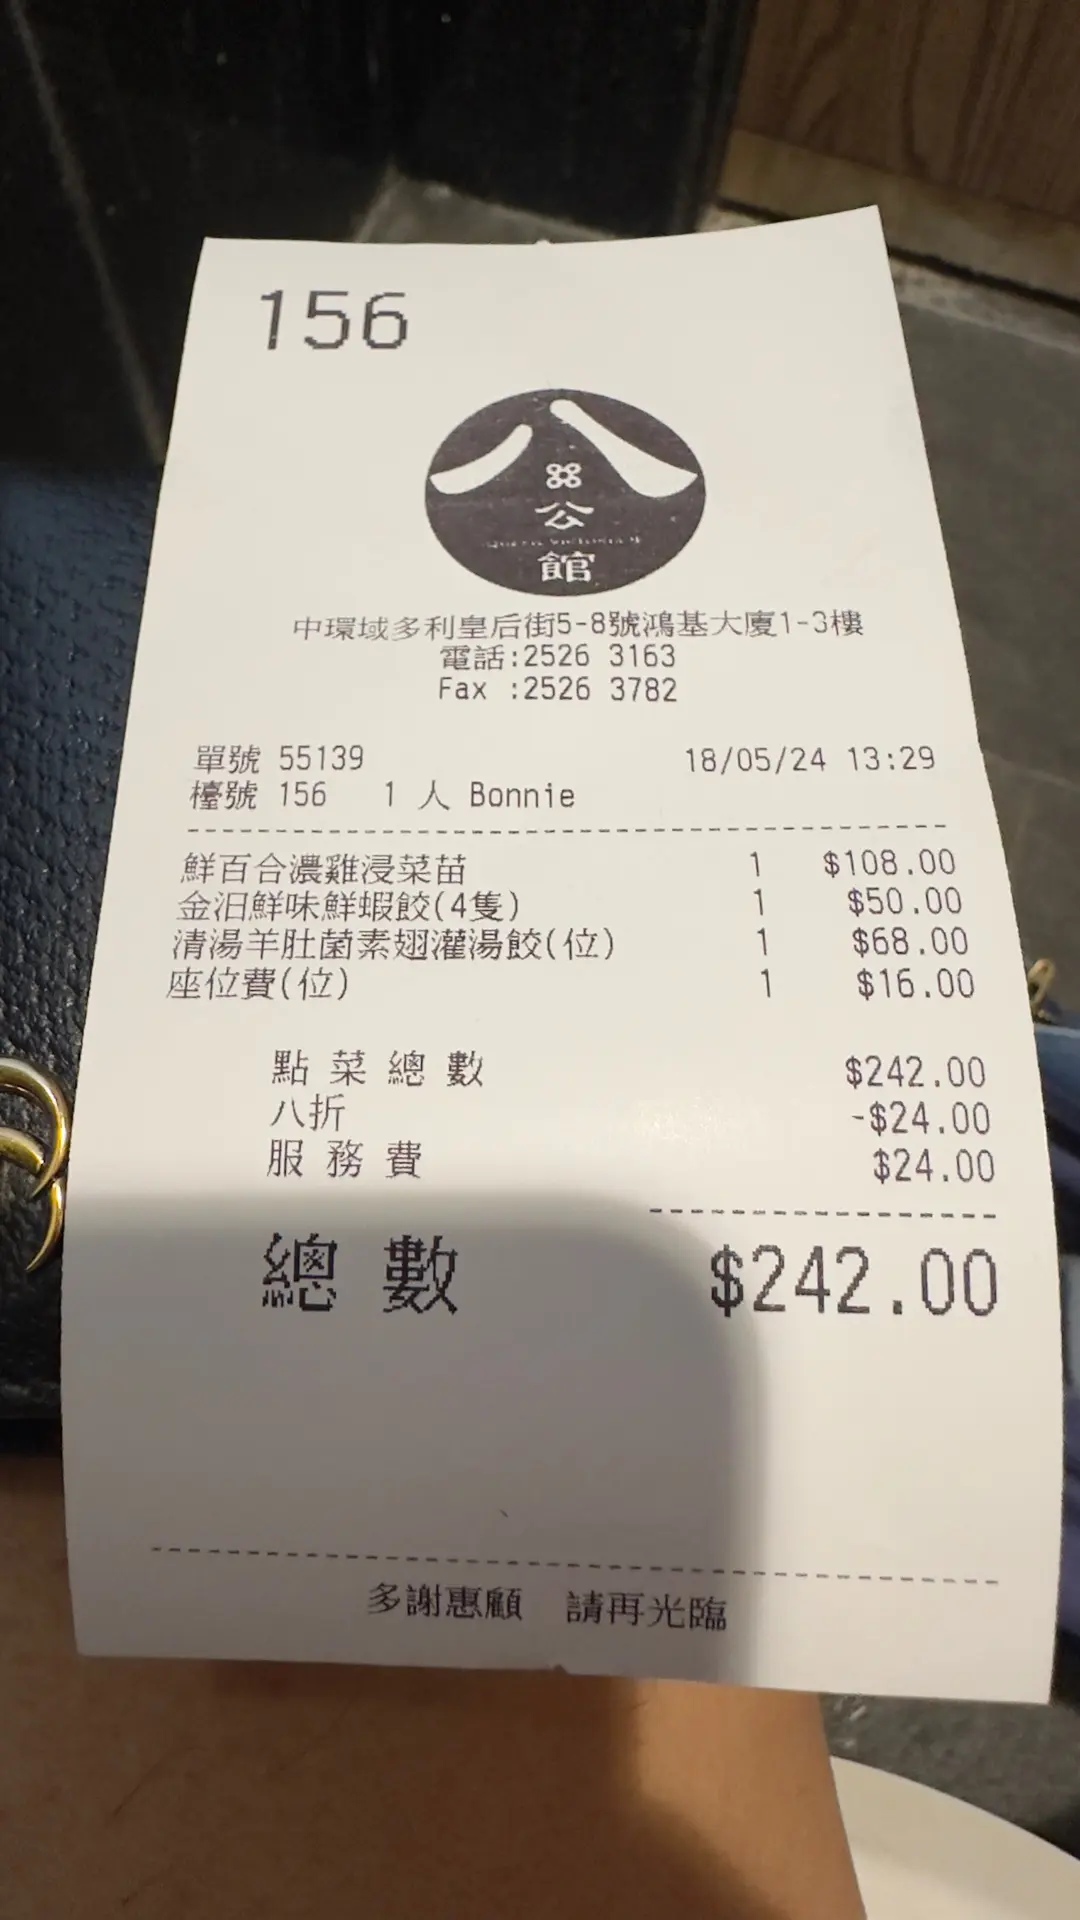 156
八
公
館
中環域多利皇后街5-8號鴻基大廈1-3樓
電話:2526 3163
Fax :2526 3782
單號 55139 18/05/24 13:29
檯號 156 1 人 Bonnie
鮮百合濃雞浸菜苗 1 $108.00
金汨鮮味鮮蝦餃(4隻) 1 $50.00
清湯羊肚菌素翅灌湯餃(位) 1 $68.00
座位費(位) 1 $16.00
點 菜 總 數 $242.00
八折 -$24.00
服 務 費 $24.00
總 數 $242.00
多謝惠顧 請再光臨